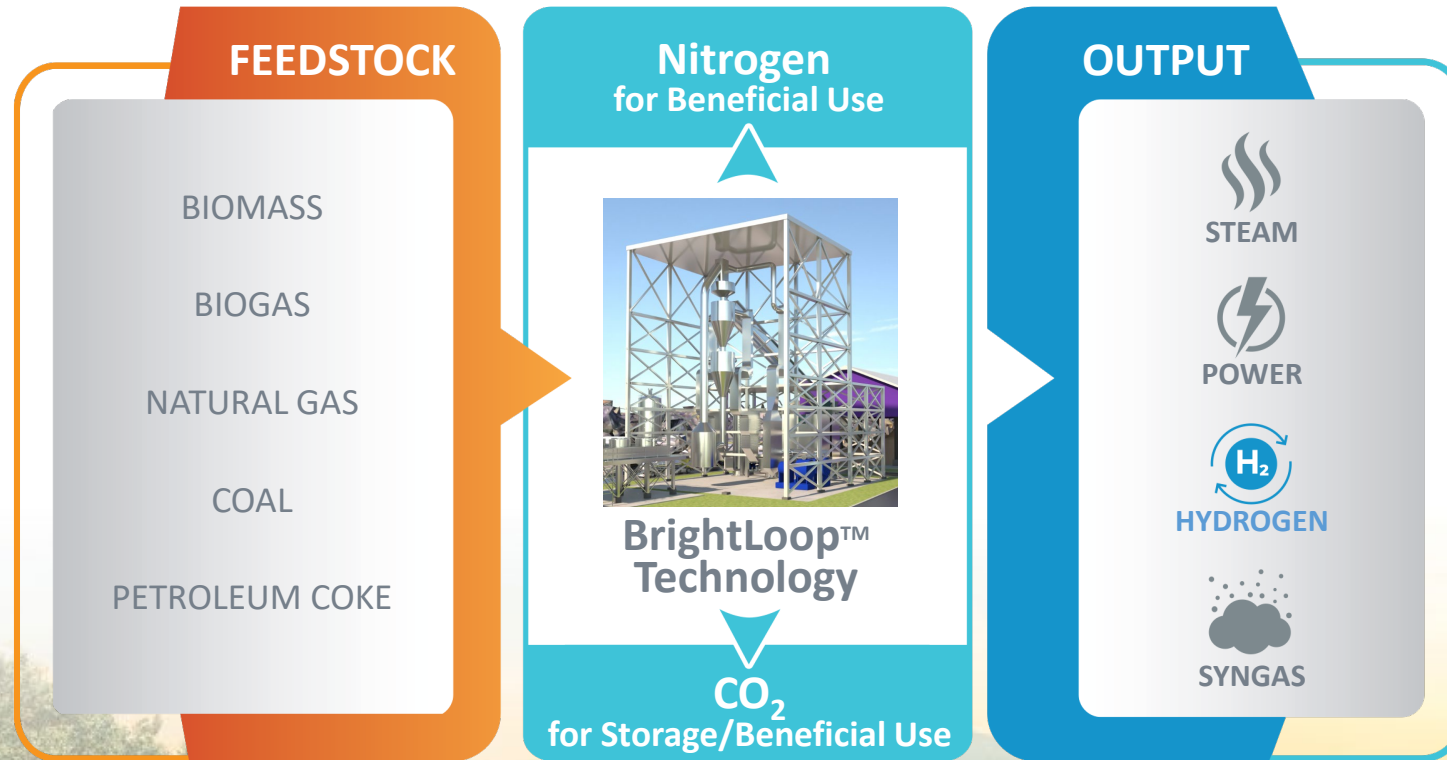 FEEDSTOCK
BIOMASS
BIOGAS
NATURAL GAS
COAL
PETROLEUM COKE
Nitrogen
for Beneficial Use
BrightLoop™
Technology
CO₂
for Storage/Beneficial Use
OUTPUT
STEAM
POWER
H₂
HYDROGEN
SYNGAS